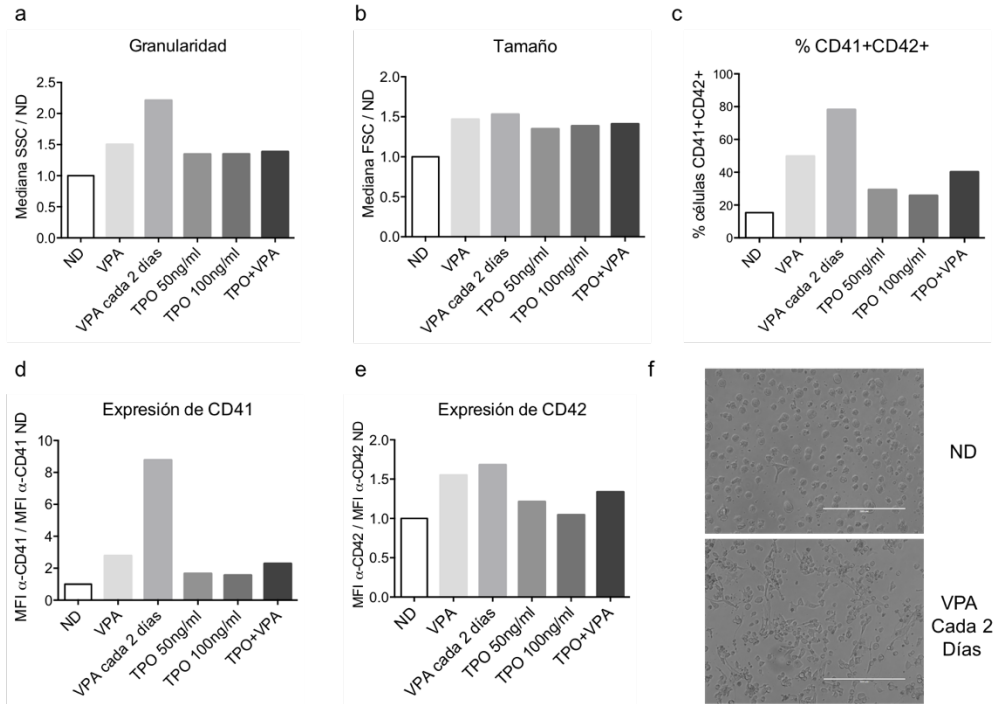 a
Granularidad
Mediana SSC / ND
2.5
2.0
1.5
1.0
0.5
0.0
ND
VPA
VPA cada 2 días
TPO 50ng/ml
TPO 100ng/ml
TPO+VPA
b
Tamaño
Mediana FSC / ND
2.0
1.5
1.0
0.5
0.0
ND
VPA
VPA cada 2 días
TPO 50ng/ml
TPO 100ng/ml
TPO+VPA
c
% CD41+CD42+
% células CD41+CD42+
100
80
60
40
20
0
ND
VPA
VPA cada 2 días
TPO 50ng/ml
TPO 100ng/ml
TPO+VPA
d
Expresión de CD41
MFI α-CD41 / MFI α-CD41 ND
10
8
6
4
2
0
ND
VPA
VPA cada 2 días
TPO 50ng/ml
TPO 100ng/ml
TPO+VPA
e
Expresión de CD42
MFI α-CD42 / MFI α-CD42 ND
2.0
1.5
1.0
0.5
0.0
ND
VPA
VPA cada 2 días
TPO 50ng/ml
TPO 100ng/ml
TPO+VPA
f
ND
VPA
Cada 2
Días